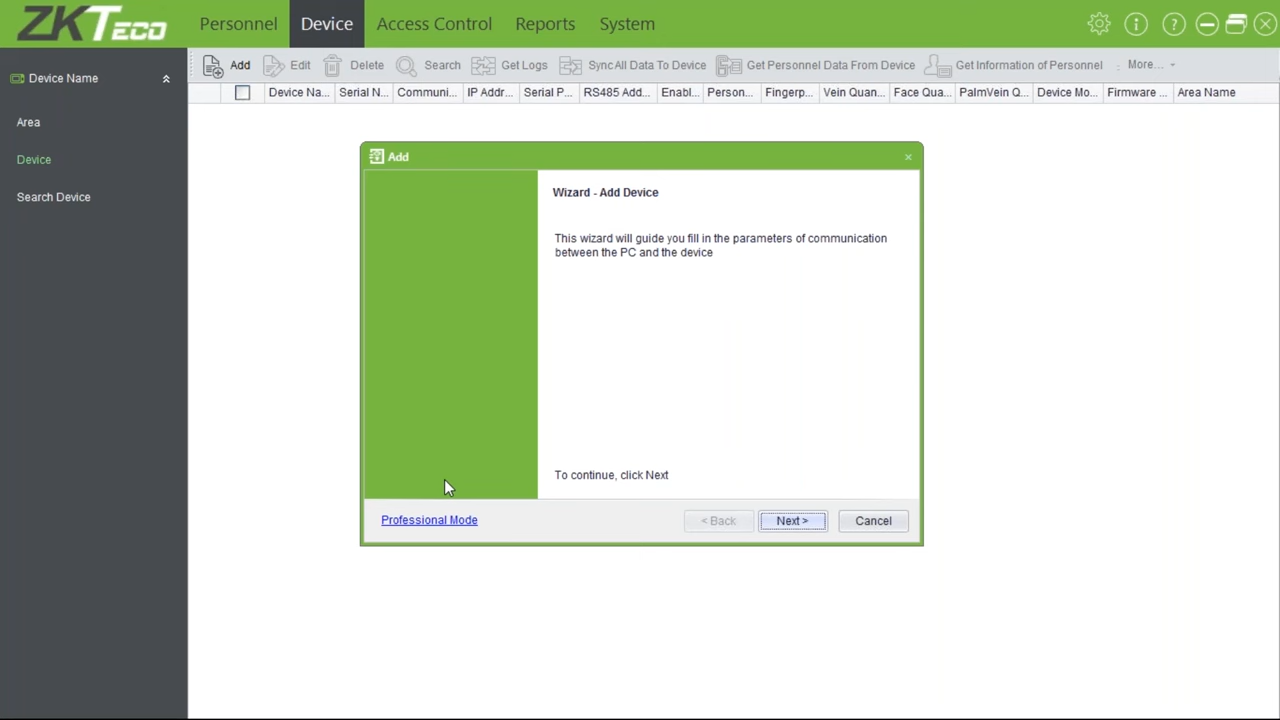 ZKTeco
Personnel
Device
Access Control
Reports
System
Device Name
Area
Device
Search Device
Add
Edit
Delete
Search
Get Logs
Sync All Data To Device
Get Personnel Data From Device
Get Information of Personnel
More...
Device Na...
Serial N...
Communi...
IP Addr...
Serial P...
RS485 Add...
Enabl...
Person...
Fingerp...
Vein Quan...
Face Qua...
PalmVein Q...
Device Mo...
Firmware ...
Area Name
Add
Wizard - Add Device
This wizard will guide you fill in the parameters of communication
between the PC and the device
To continue, click Next
Professional Mode
< Back
Next >
Cancel